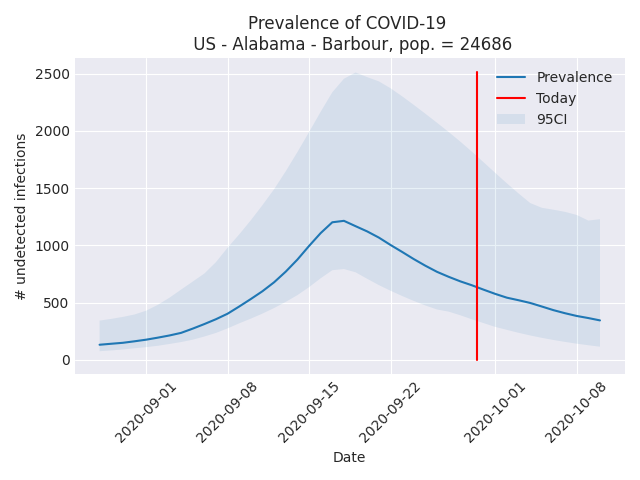 Prevalence of COVID-19
US - Alabama - Barbour, pop. = 24686
2500
2000
1500
1000
500
0
# undetected infections
Prevalence
Today
95CI
2020-09-01
2020-09-08
2020-09-15
2020-09-22
2020-10-01
2020-10-08
Date